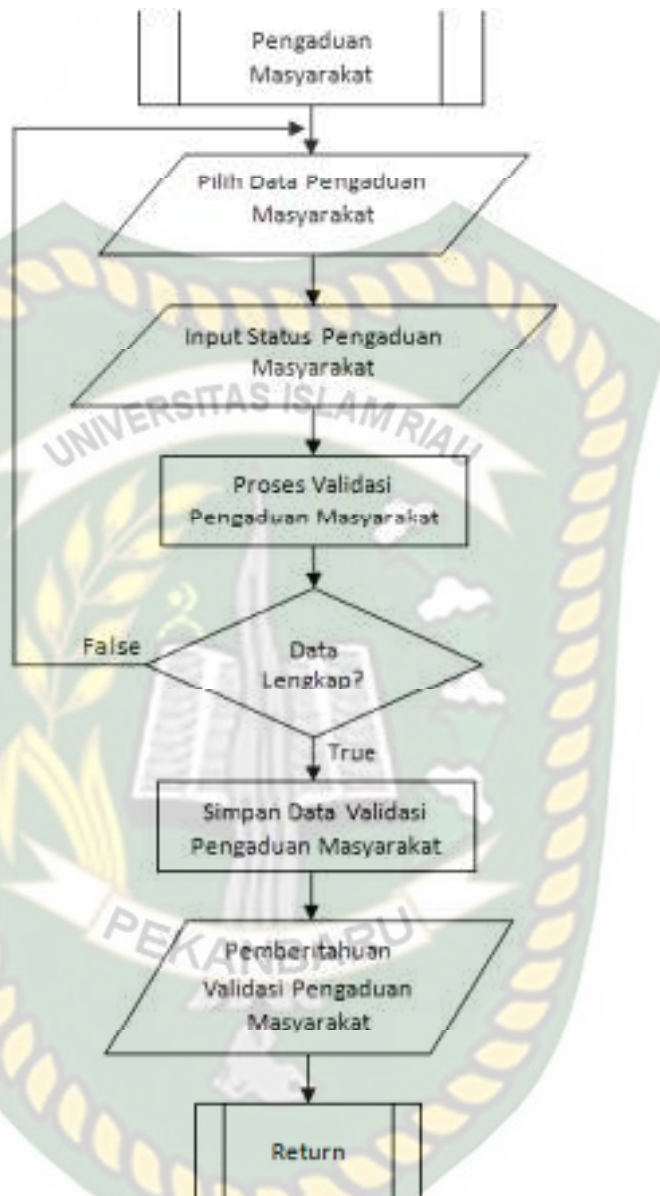 Pengaduan
Masyarakat
Pilih Data Pengaduan
Masyarakat
Input Status Pengaduan
Masyarakat
UNIVERSITAS ISLAM RIAU
Proses Validasi
Pengaduan Masyarakat
False
Data
Lengkap?
True
Simpan Data Validasi
Pengaduan Masyarakat
PEKANBARU
Pemberitahuan
Validasi Pengaduan
Masyarakat
Return